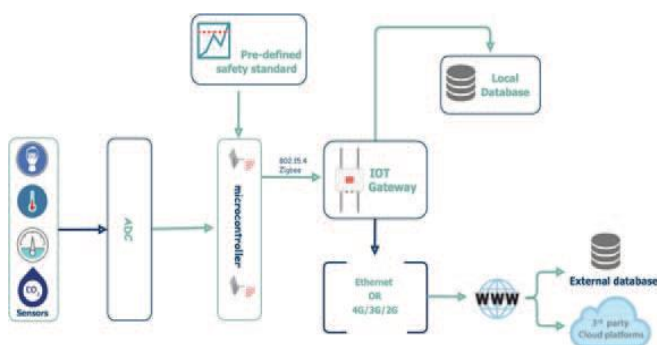 Pre-defined
safety standard
Local
Database
802.15.4
Zigbee
IOT
Gateway
ADC
microcontroller
CO₂
Sensors
Ethernet
OR
4G/3G/2G
WWW
External database
3rd party
Cloud platforms